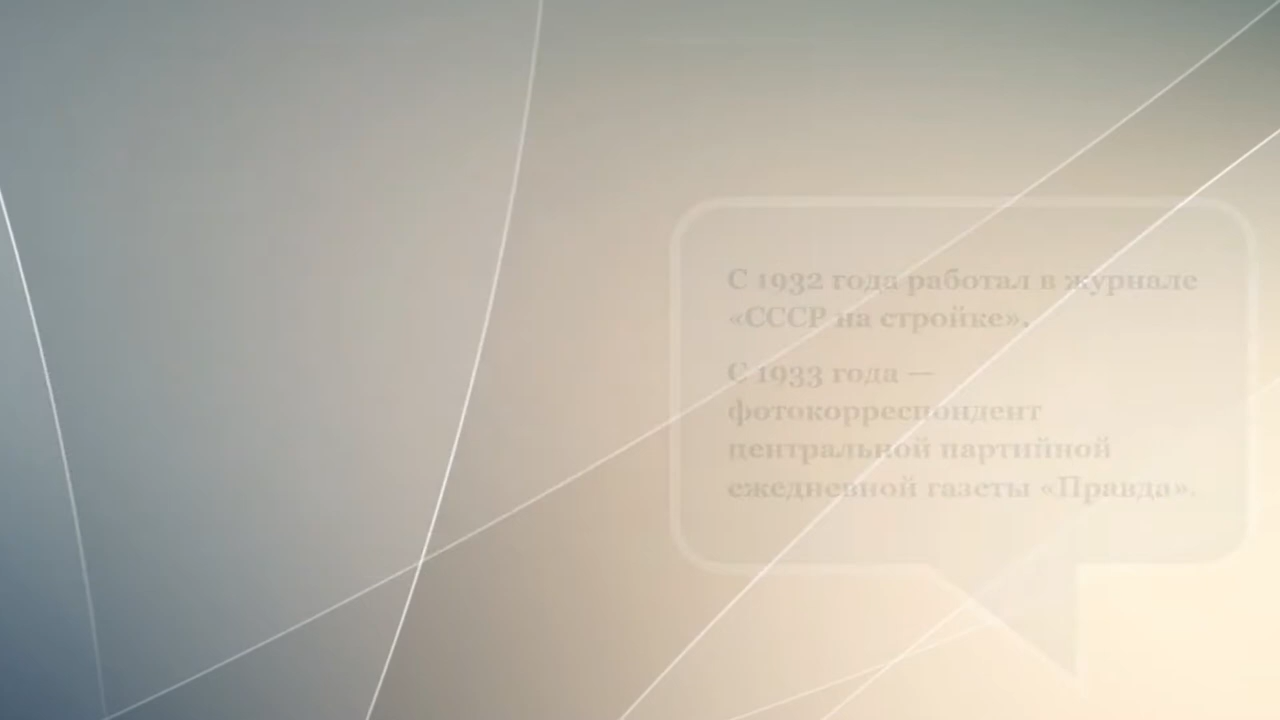 С 1932 года работал в журнале
«СССР на стройке».
С 1933 года —
фотокорреспондент
центральной партийной
ежедневной газеты «Правда».